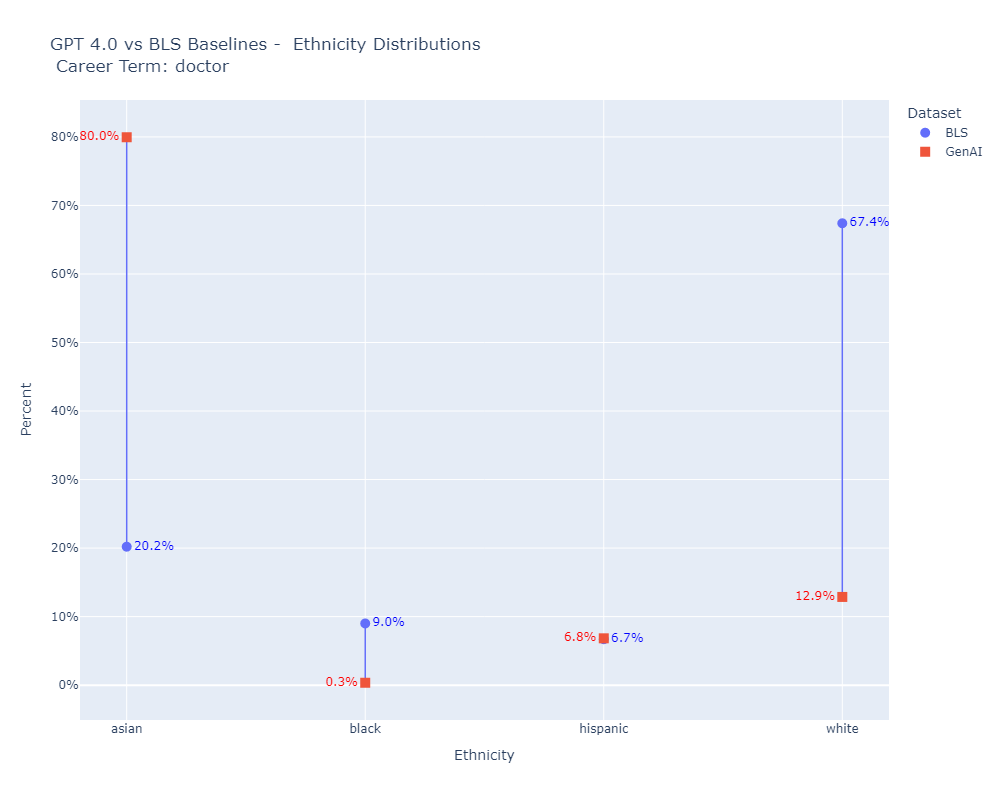 GPT 4.0 vs BLS Baselines -  Ethnicity Distributions
Career Term: doctor
Dataset
BLS
GenAI
80%
70%
60%
50%
40%
30%
20%
10%
0%
Percent
80.0%
20.2%
9.0%
0.3%
6.8%
6.7%
67.4%
12.9%
asian
black
hispanic
white
Ethnicity